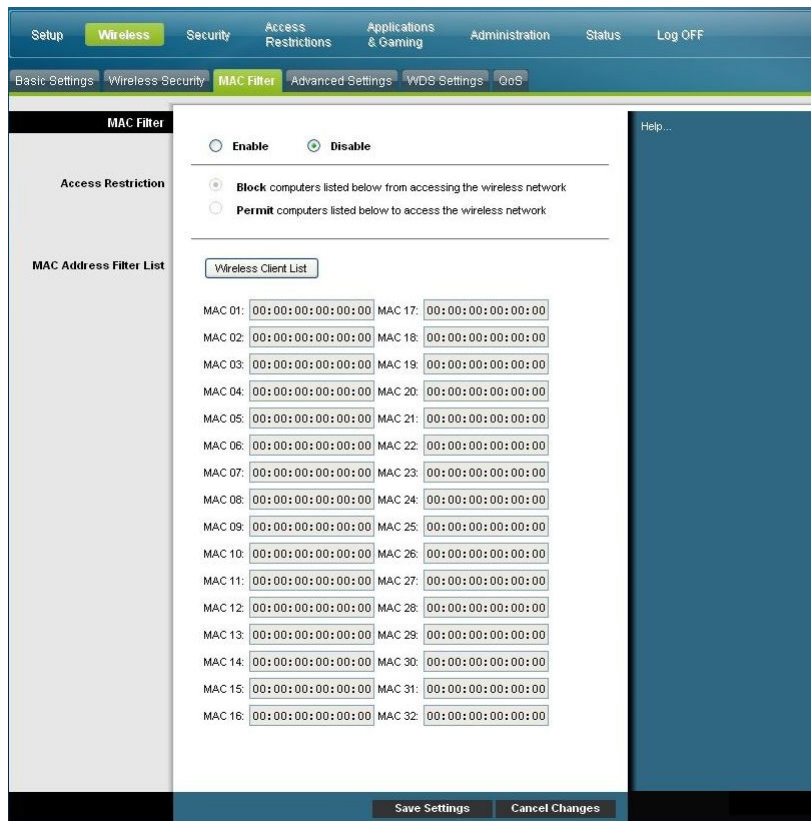 Setup Wireless Security Access Restrictions Applications & Gaming Administration Status Log OFF
Basic Settings Wireless Security MAC Filter Advanced Settings WDS Settings QoS
MAC Filter
Help...
Enable Disable
Access Restriction
Block computers listed below from accessing the wireless network
Permit computers listed below to access the wireless network
MAC Address Filter List
Wireless Client List
MAC 01: 00:00:00:00:00:00 MAC 17: 00:00:00:00:00:00
MAC 02: 00:00:00:00:00:00 MAC 18: 00:00:00:00:00:00
MAC 03: 00:00:00:00:00:00 MAC 19: 00:00:00:00:00:00
MAC 04: 00:00:00:00:00:00 MAC 20: 00:00:00:00:00:00
MAC 05: 00:00:00:00:00:00 MAC 21: 00:00:00:00:00:00
MAC 06: 00:00:00:00:00:00 MAC 22: 00:00:00:00:00:00
MAC 07: 00:00:00:00:00:00 MAC 23: 00:00:00:00:00:00
MAC 08: 00:00:00:00:00:00 MAC 24: 00:00:00:00:00:00
MAC 09: 00:00:00:00:00:00 MAC 25: 00:00:00:00:00:00
MAC 10: 00:00:00:00:00:00 MAC 26: 00:00:00:00:00:00
MAC 11: 00:00:00:00:00:00 MAC 27: 00:00:00:00:00:00
MAC 12: 00:00:00:00:00:00 MAC 28: 00:00:00:00:00:00
MAC 13: 00:00:00:00:00:00 MAC 29: 00:00:00:00:00:00
MAC 14: 00:00:00:00:00:00 MAC 30: 00:00:00:00:00:00
MAC 15: 00:00:00:00:00:00 MAC 31: 00:00:00:00:00:00
MAC 16: 00:00:00:00:00:00 MAC 32: 00:00:00:00:00:00
Save Settings Cancel Changes